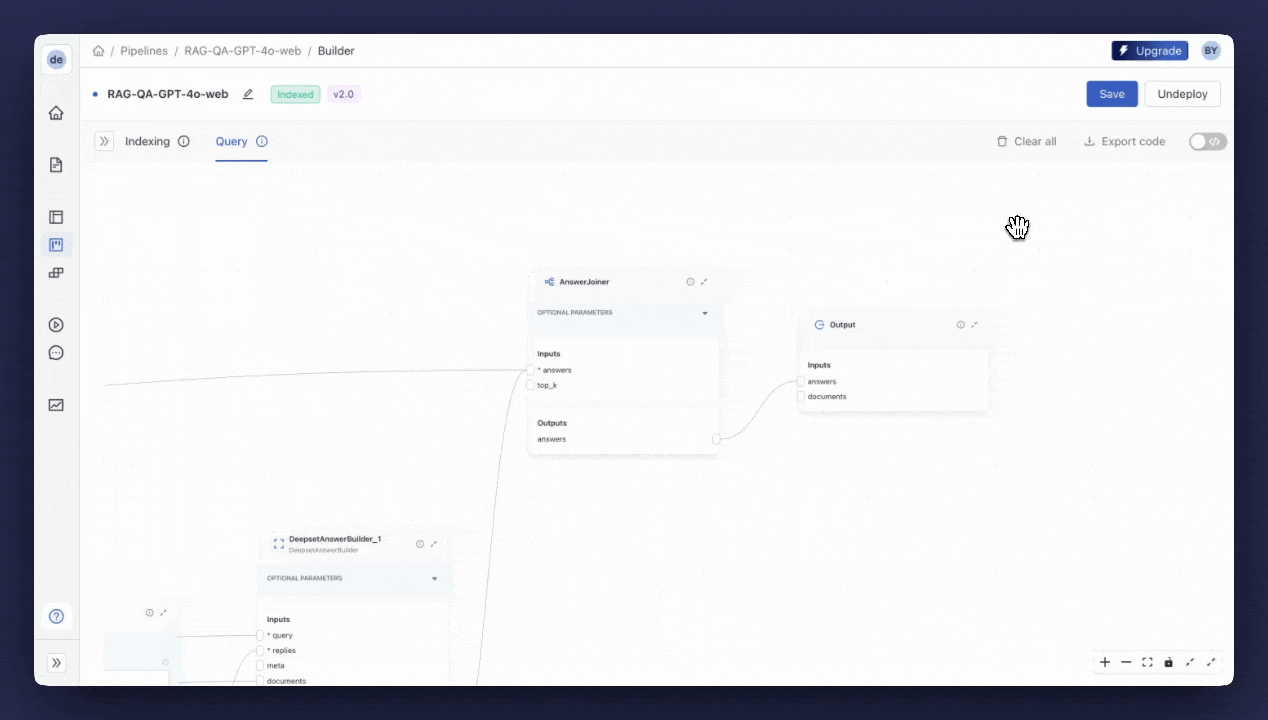 de
/ Pipelines / RAG-QA-GPT-4o-web / Builder
Upgrade
BY
RAG-QA-GPT-4o-web
Indexed
v2.0
Save
Undeploy
Indexing
Query
Clear all
Export code
AnswerJoiner
OPTIONAL PARAMETERS
Inputs
* answers
top_k
Outputs
answers
Output
Inputs
answers
documents
DeepsetAnswerBuilder_1
DeepsetAnswerBuilder
OPTIONAL PARAMETERS
Inputs
* query
* replies
meta
documents